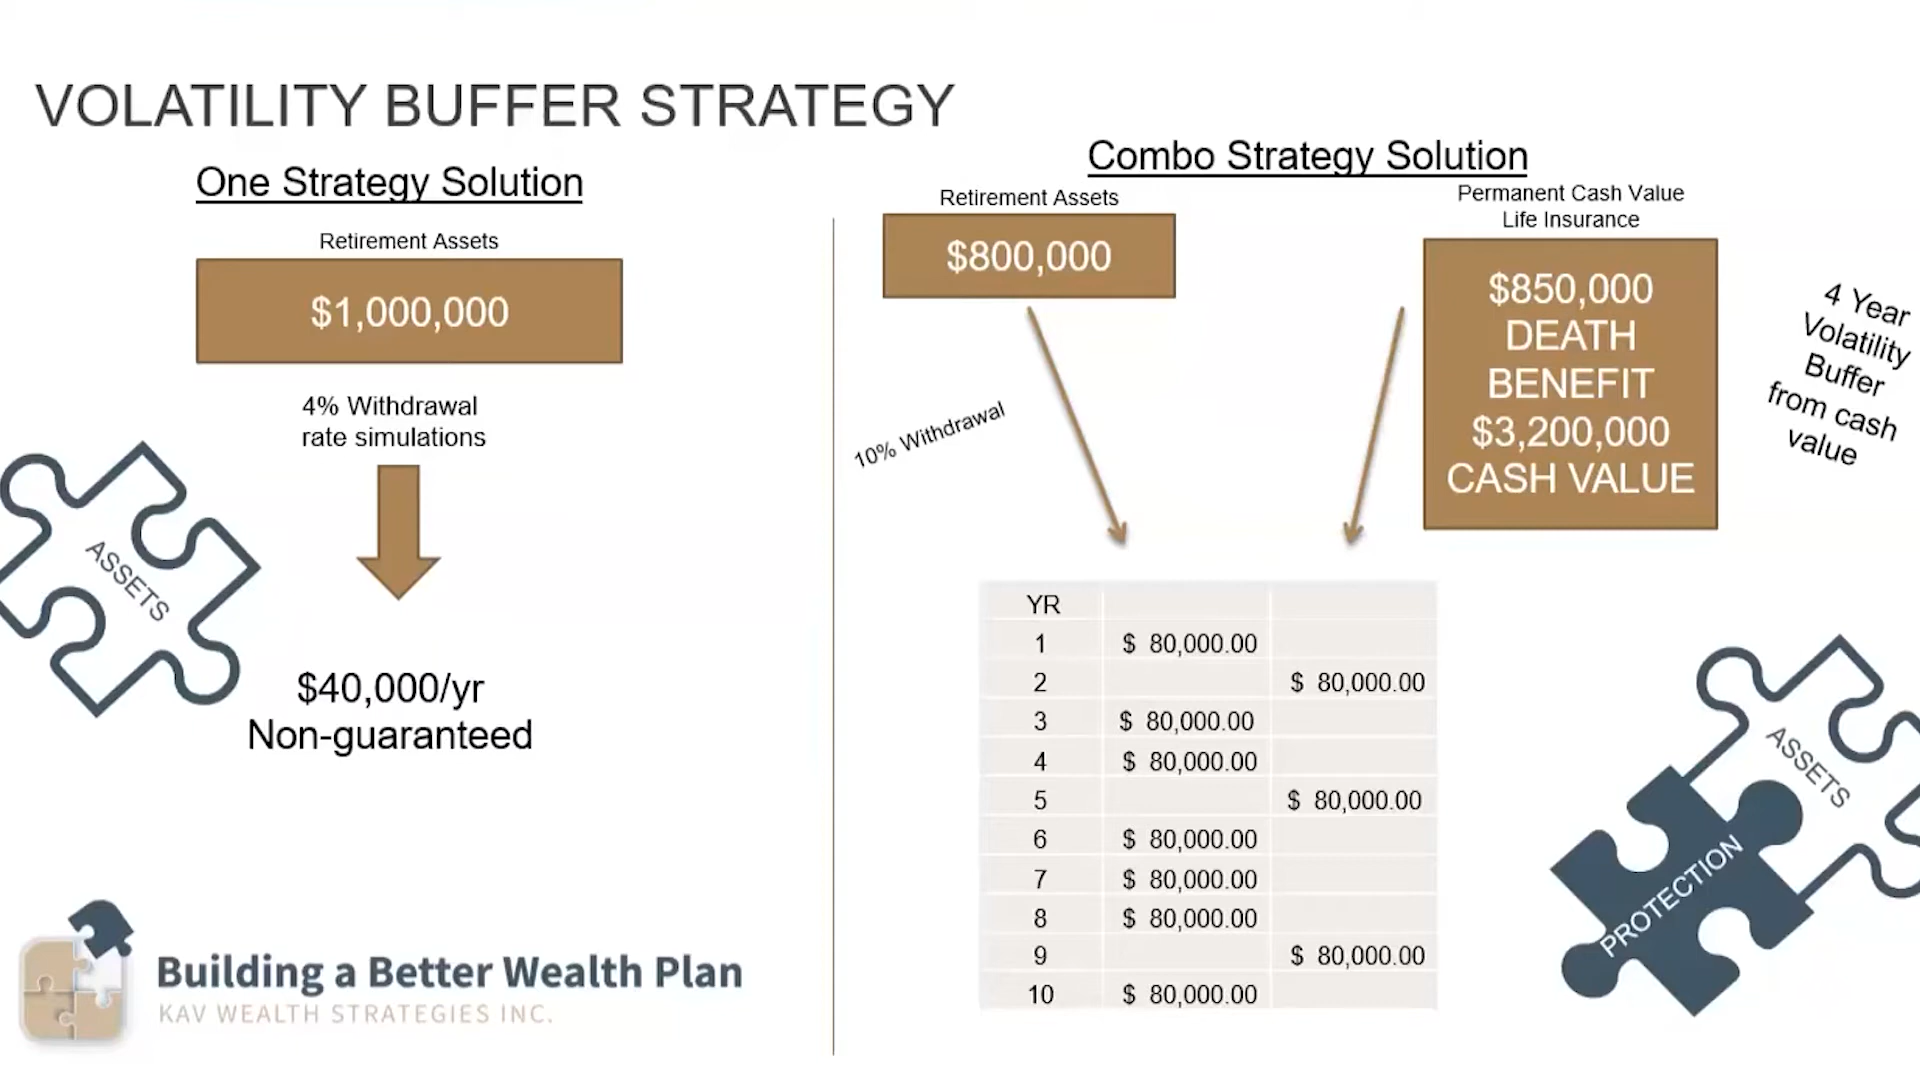 VOLATILITY BUFFER STRATEGY
One Strategy Solution
Retirement Assets
$1,000,000
4% Withdrawal
rate simulations
$40,000/yr
Non-guaranteed
ASSETS
Building a Better Wealth Plan
KAV WEALTH STRATEGIES INC.
Combo Strategy Solution
Retirement Assets
$800,000
10% Withdrawal
Permanent Cash Value
Life Insurance
$850,000
DEATH
BENEFIT
$3,200,000
CASH VALUE
4 Year
Volatility
Buffer
from cash
value
YR
1 $ 80,000.00
2 $ 80,000.00
3 $ 80,000.00
4 $ 80,000.00
5 $ 80,000.00
6 $ 80,000.00
7 $ 80,000.00
8 $ 80,000.00
9 $ 80,000.00
10 $ 80,000.00
ASSETS
PROTECTION